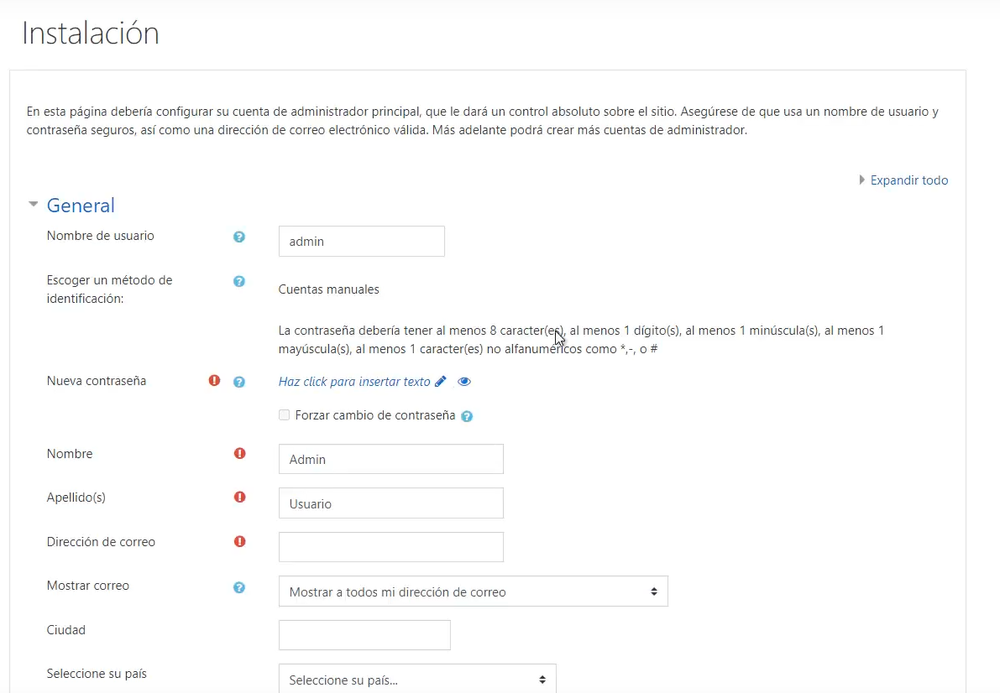 Instalación
En esta página debería configurar su cuenta de administrador principal, que le dará un control absoluto sobre el sitio. Asegúrese de que usa un nombre de usuario y
contraseña seguros, así como una dirección de correo electrónico válida. Más adelante podrá crear más cuentas de administrador.
Expandir todo
General
Nombre de usuario
admin
Escoger un método de
identificación:
Cuentas manuales
La contraseña debería tener al menos 8 caracter(es), al menos 1 dígito(s), al menos 1 minúscula(s), al menos 1
mayúscula(s), al menos 1 caracter(es) no alfanuméricos como *,-, o #
Nueva contraseña
Haz click para insertar texto
Forzar cambio de contraseña
Nombre
Admin
Apellido(s)
Usuario
Dirección de correo
Mostrar correo
Mostrar a todos mi dirección de correo
Ciudad
Seleccione su país
Seleccione su país...